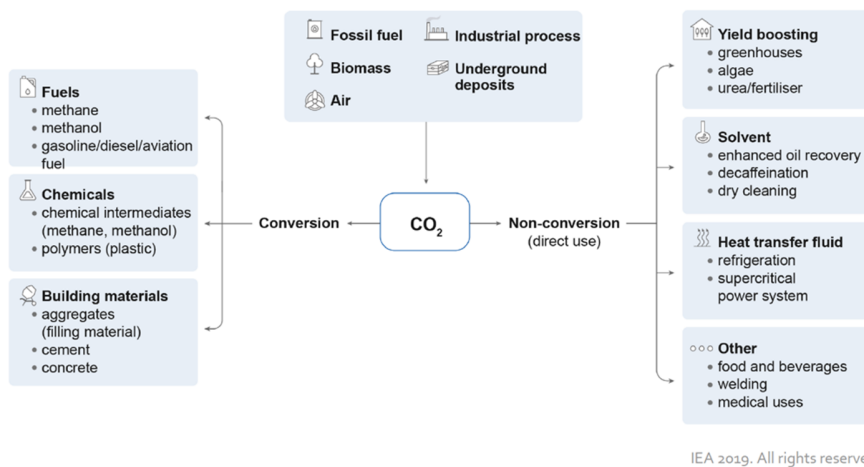 Fossil fuel
Industrial process
Biomass
Underground
deposits
Air
Fuels
• methane
• methanol
• gasoline/diesel/aviation
fuel
Chemicals
• chemical intermediates
(methane, methanol)
• polymers (plastic)
Building materials
• aggregates
(filling material)
• cement
• concrete
Conversion
CO₂
Non-conversion
(direct use)
Yield boosting
• greenhouses
• algae
• urea/fertiliser
Solvent
• enhanced oil recovery
• decaffeination
• dry cleaning
Heat transfer fluid
• refrigeration
• supercritical
power system
Other
• food and beverages
• welding
• medical uses
IEA 2019. All rights reserve